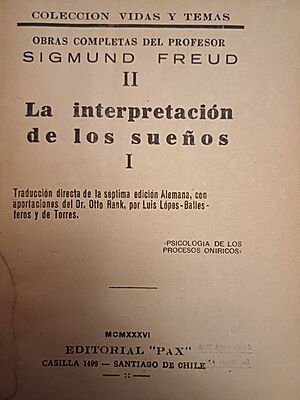 COLECCION VIDAS Y TEMAS
OBRAS COMPLETAS DEL PROFESOR
SIGMUND FREUD
II
La interpretación
de los sueños
I
Traducción directa de la séptima edición Alemana, con
aportaciones del Dr. Otto Rank, por Luis Lópes-Balles-
teros y de Torres.
«PSICOLOGIA DE LOS
PROCESOS ONIRICOS»
MCMXXXVI
EDITORIAL "PAX"
CASILLA 1499 — SANTIAGO DE CHILE